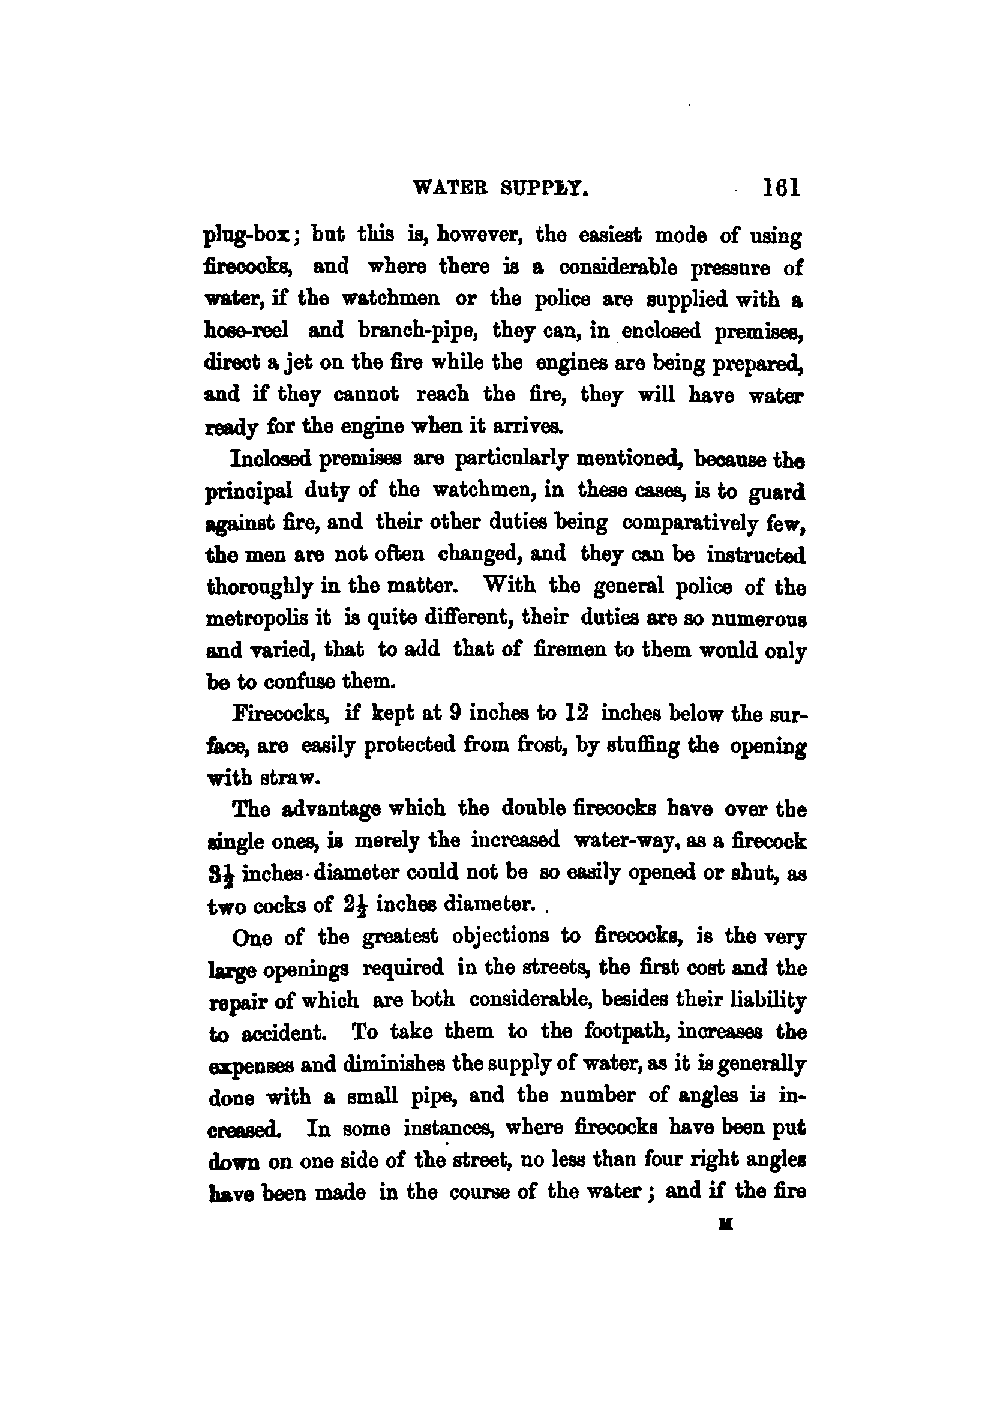 WATER SUPPLY. 161
plug-box; but this is, however, the easiest mode of using
firecocks, and where there is a considerable pressure of
water, if the watchmen or the police are supplied with a
hose-reel and branch-pipe, they can, in enclosed premises,
direct a jet on the fire while the engines are being prepared,
and if they cannot reach the fire, they will have water
ready for the engine when it arrives.
Inclosed premises are particularly mentioned, because the
principal duty of the watchmen, in these cases, is to guard
against fire, and their other duties being comparatively few,
the men are not often changed, and they can be instructed
thoroughly in the matter. With the general police of the
metropolis it is quite different, their duties are so numerous
and varied, that to add that of firemen to them would only
be to confuse them.
Firecocks, if kept at 9 inches to 12 inches below the sur-
face, are easily protected from frost, by stuffing the opening
with straw.
The advantage which the double firecocks have over the
single ones, is merely the increased water-way, as a firecock
3½ inches diameter could not be so easily opened or shut, as
two cocks of 2½ inches diameter.
One of the greatest objections to firecocks, is the very
large openings required in the streets, the first cost and the
repair of which are both considerable, besides their liability
to accident. To take them to the footpath, increases the
expenses and diminishes the supply of water, as it is generally
done with a small pipe, and the number of angles is in-
creased. In some instances, where firecocks have been put
down on one side of the street, no less than four right angles
have been made in the course of the water; and if the fire
M